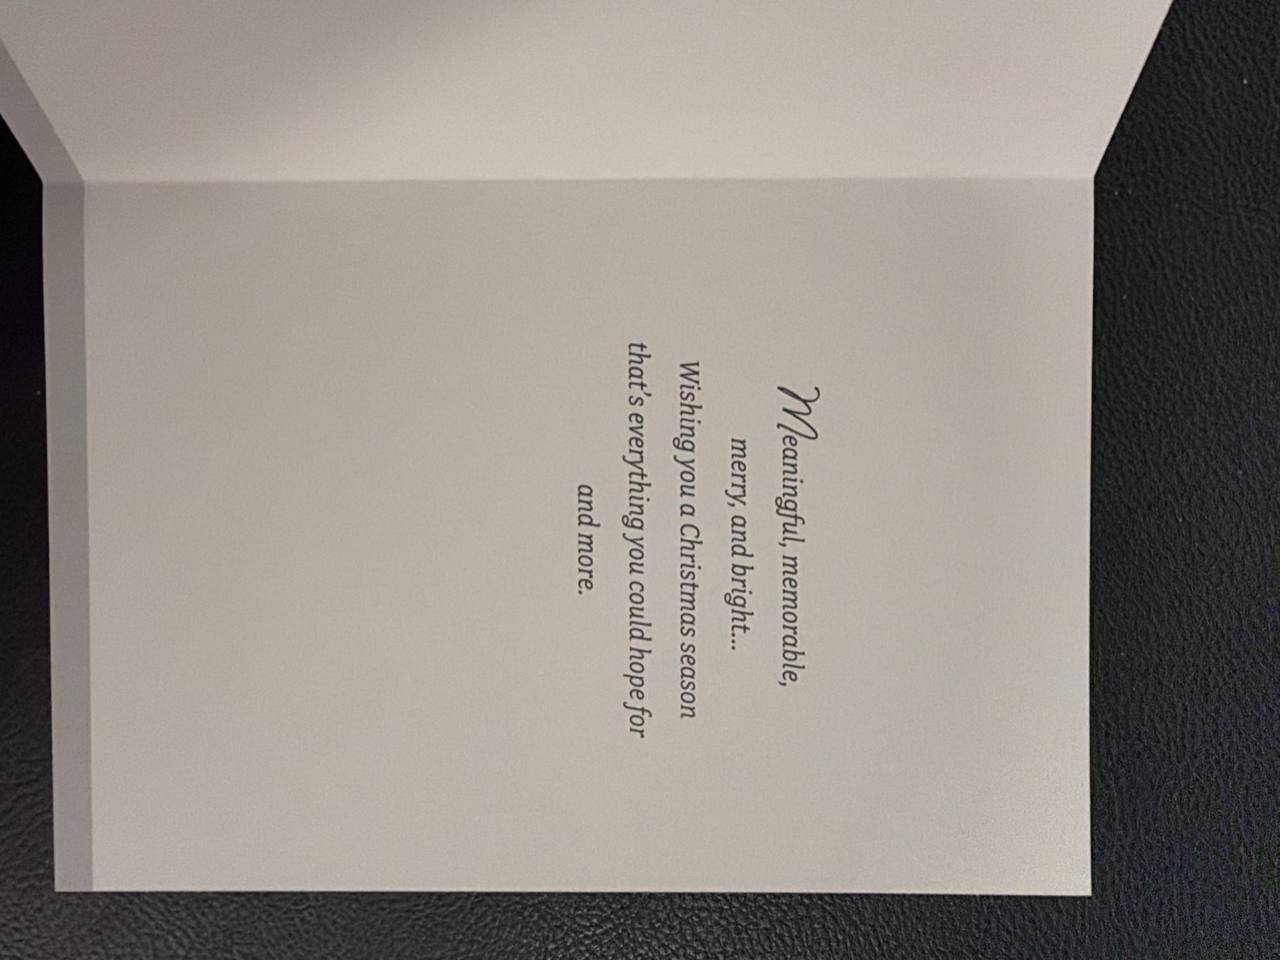 Meaningful, memorable,
merry, and bright...
Wishing you a Christmas season
that's everything you could hope for
and more.